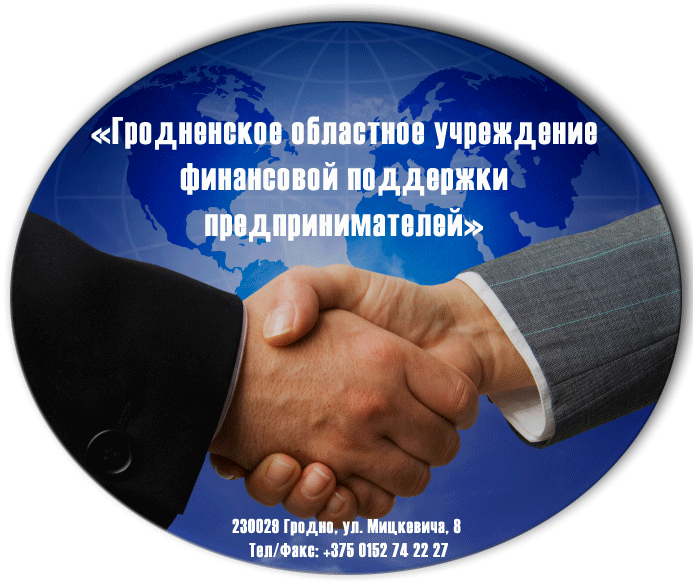 «Гродненское областное учреждение
финансовой поддержки
предпринимателей»
230029 Гродно, ул. Мицкевича, 8
Тел/Факс: +375 0152 74 22 27